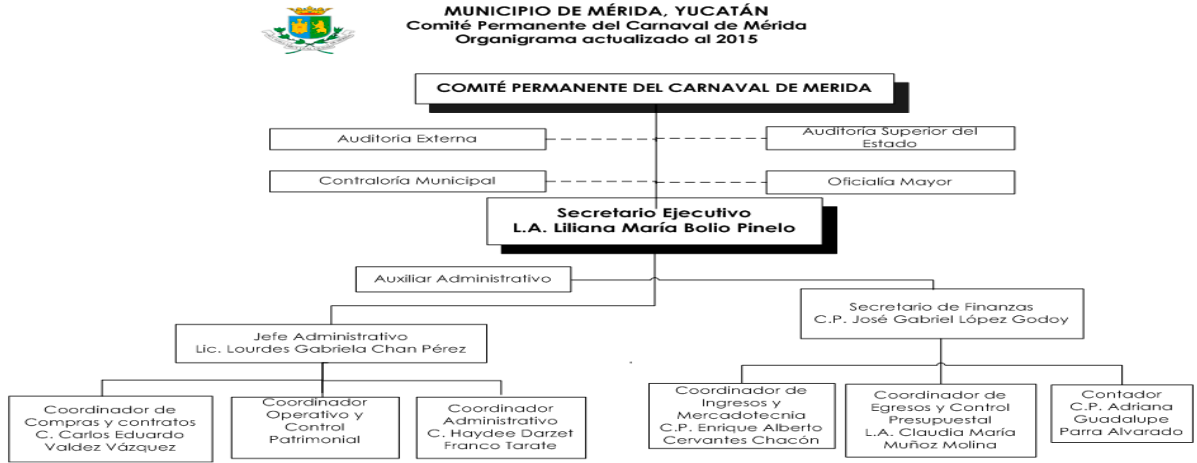 MUNICIPIO DE MÉRIDA, YUCATÁN
Comité Permanente del Carnaval de Mérida
Organigrama actualizado al 2015
COMITÉ PERMANENTE DEL CARNAVAL DE MERIDA
Auditoría Externa
Auditoría Superior del
Estado
Contraloría Municipal
Oficialía Mayor
Secretario Ejecutivo
L.A. Liliana María Bolio Pinelo
Auxiliar Administrativo
Secretario de Finanzas
C.P. José Gabriel López Godoy
Jefe Administrativo
Lic. Lourdes Gabriela Chan Pérez
Coordinador de
Compras y contratos
C. Carlos Eduardo
Valdez Vázquez
Coordinador
Operativo y
Control
Patrimonial
Coordinador
Administrativo
C. Haydee Darzet
Franco Tarate
Coordinador de
Ingresos y
Mercadotecnia
C.P. Enrique Alberto
Cervantes Chacón
Coordinador de
Egresos y Control
Presupuestal
L.A. Claudia María
Muñoz Molina
Contador
C.P. Adriana
Guadalupe
Parra Alvarado